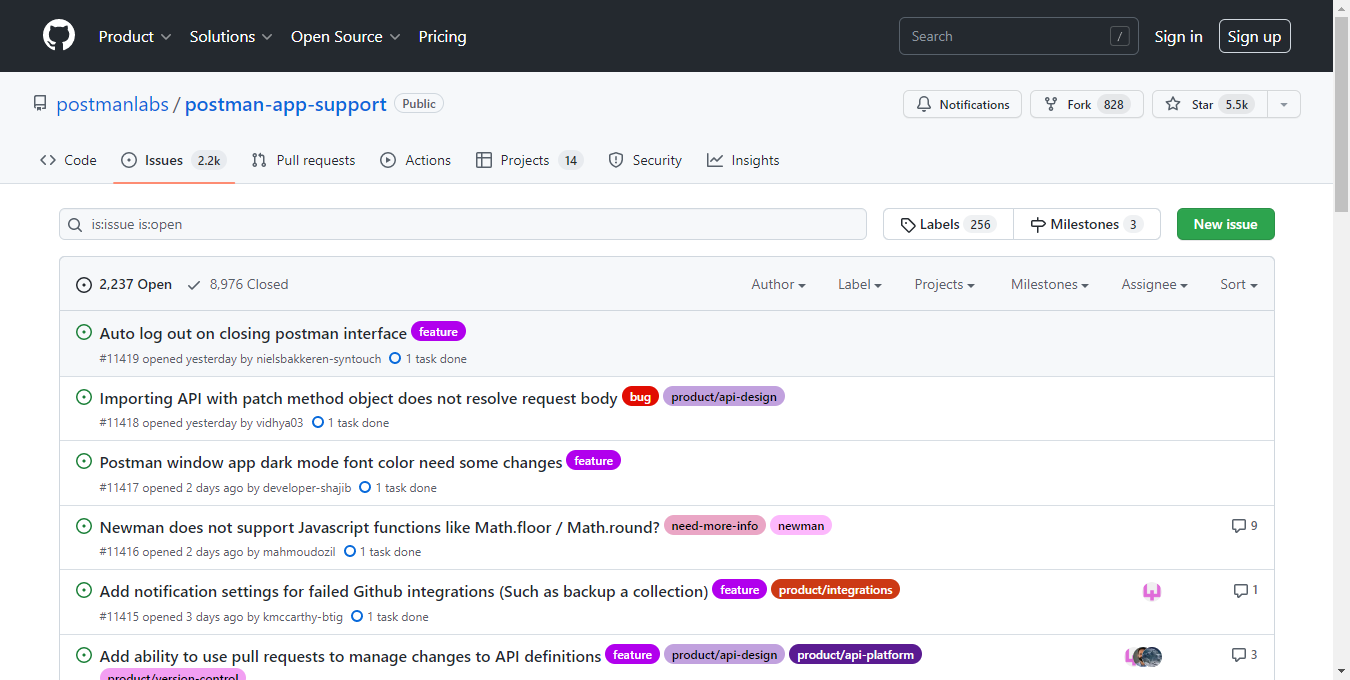 Product Solutions Open Source Pricing Search / Sign in Sign up
postmanlabs / postman-app-support Public Notifications Fork 828 Star 5.5k
Code Issues 2.2k Pull requests Actions Projects 14 Security Insights
is:issue is:open Labels 256 Milestones 3 New issue
2,237 Open 8,976 Closed Author Label Projects Milestones Assignee Sort
Auto log out on closing postman interface feature
#11419 opened yesterday by nielsbakkeren-syntouch 1 task done
Importing API with patch method object does not resolve request body bug product/api-design
#11418 opened yesterday by vidhya03 1 task done
Postman window app dark mode font color need some changes feature
#11417 opened 2 days ago by developer-shajib 1 task done
Newman does not support Javascript functions like Math.floor / Math.round? need-more-info newman 9
#11416 opened 2 days ago by mahmoudozil 1 task done
Add notification settings for failed Github integrations (Such as backup a collection) feature product/integrations 1
#11415 opened 3 days ago by kmccarthy-btig 1 task done
Add ability to use pull requests to manage changes to API definitions feature product/api-design product/api-platform 3
product/version-control